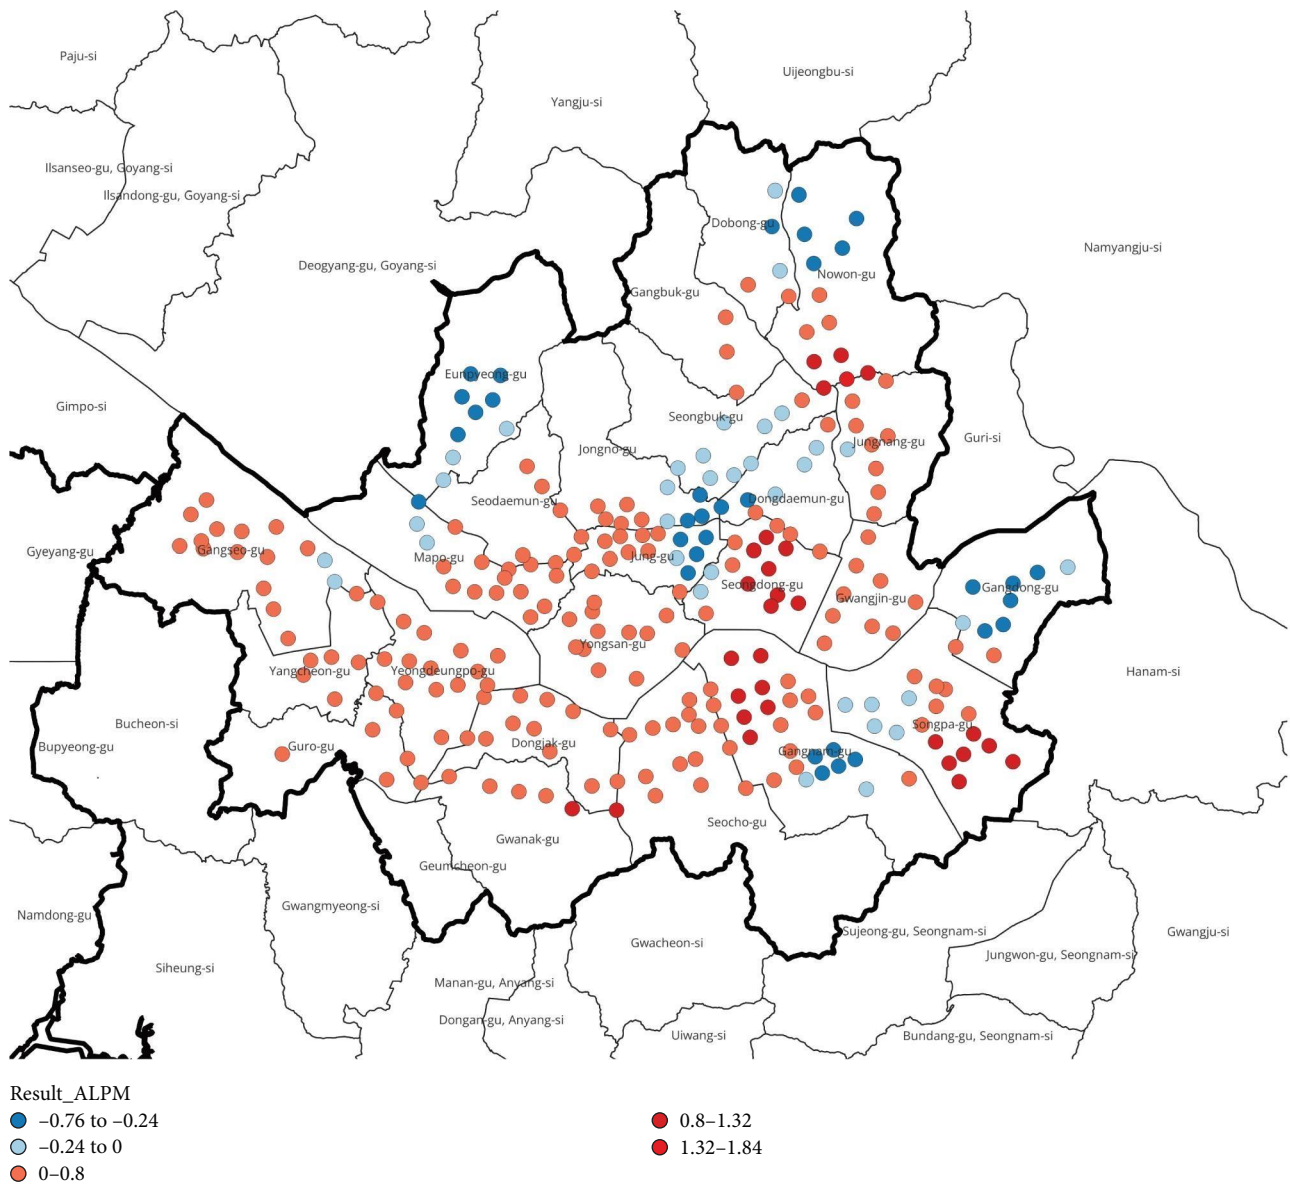 Paju-si
Uijeongbu-si
Yangju-si
Ilsanseo-gu, Goyang-si
Ilsandong-gu, Goyang-si
Dobong-gu
Namyangju-si
Deogyang-gu, Goyang-si
Nowon-gu
Gangbuk-gu
Eunpyeong-gu
Gimpo-si
Seongbuk-gu
Guri-si
Jungnang-gu
Jongno-gu
Seodaemun-gu
Dongdaemun-gu
Gyeyang-gu
Gangseo-gu
Mapo-gu
Jung-gu
Seongdong-gu
Gangdong-gu
Gwangjin-gu
Yongsan-gu
Yangcheon-gu
Yeongdeungpo-gu
Hanam-si
Bucheon-si
Songpa-gu
Bupyeong-gu
Guro-gu
Dongjak-gu
Gangnam-gu
Seocho-gu
Gwanak-gu
Geumcheon-gu
Gwangmyeong-si
Namdong-gu
Gwacheon-si
Sujeong-gu, Seongnam-si
Gwangju-si
Jungwon-gu, Seongnam-si
Siheung-si
Manan-gu, Anyang-si
Dongan-gu, Anyang-si
Uiwang-si
Bundang-gu, Seongnam-si
Result_ALPM
–0.76 to –0.24
–0.24 to 0
0–0.8
0.8–1.32
1.32–1.84